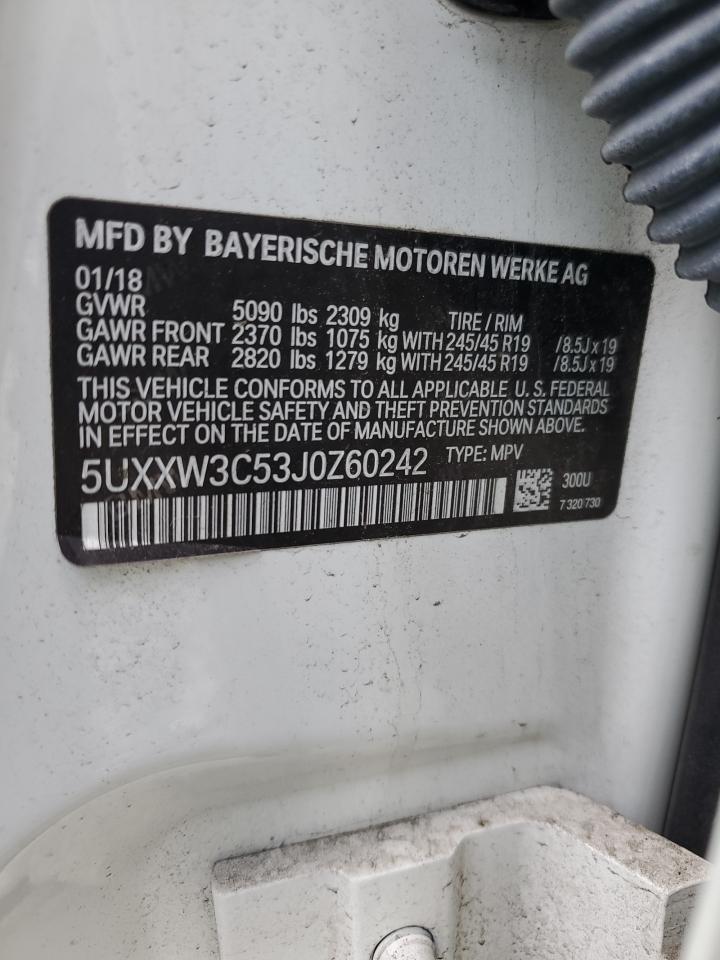 MFD BY BAYERISCHE MOTOREN WERKE AG
01/18
GVWR 5090 lbs 2309 kg TIRE / RIM
GAWR FRONT 2370 lbs 1075 kg WITH 245/45 R19 /8.5J x 19
GAWR REAR 2820 lbs 1279 kg WITH 245/45 R19 /8.5J x 19
THIS VEHICLE CONFORMS TO ALL APPLICABLE U.S. FEDERAL
MOTOR VEHICLE SAFETY AND THEFT PREVENTION STANDARDS
IN EFFECT ON THE DATE OF MANUFACTURE SHOWN ABOVE.
5UXXW3C53J0Z60242 TYPE: MPV
300U
7 320 730